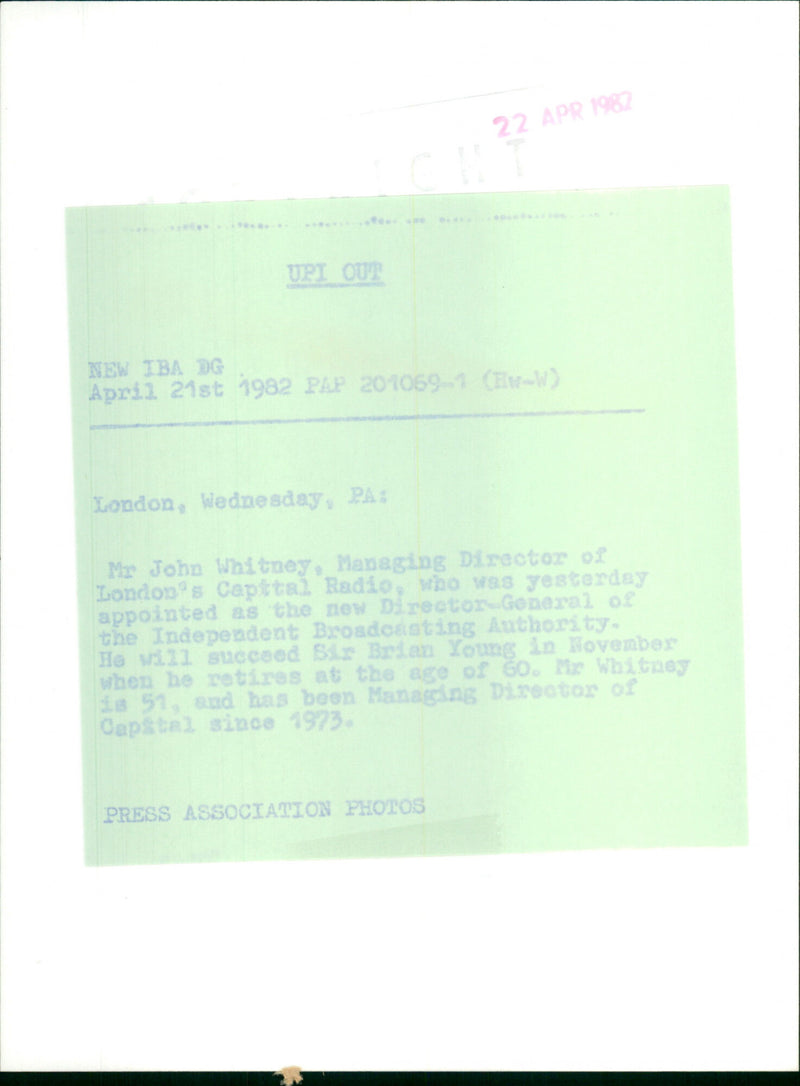 22 APR 1982
UPI OUT
NEW IBA DG
April 21st 1982 PAP 201069-1 (Hw-W)
London, Wednesday, PA:
Mr John Whitney, Managing Director of
London's Capital Radio, who was yesterday
appointed as the new Director-General of
the Independent Broadcasting Authority.
He will succeed Sir Brian Young in November
when he retires at the age of 60. Mr Whitney
is 51, and has been Managing Director of
Capital since 1973.
PRESS ASSOCIATION PHOTOS